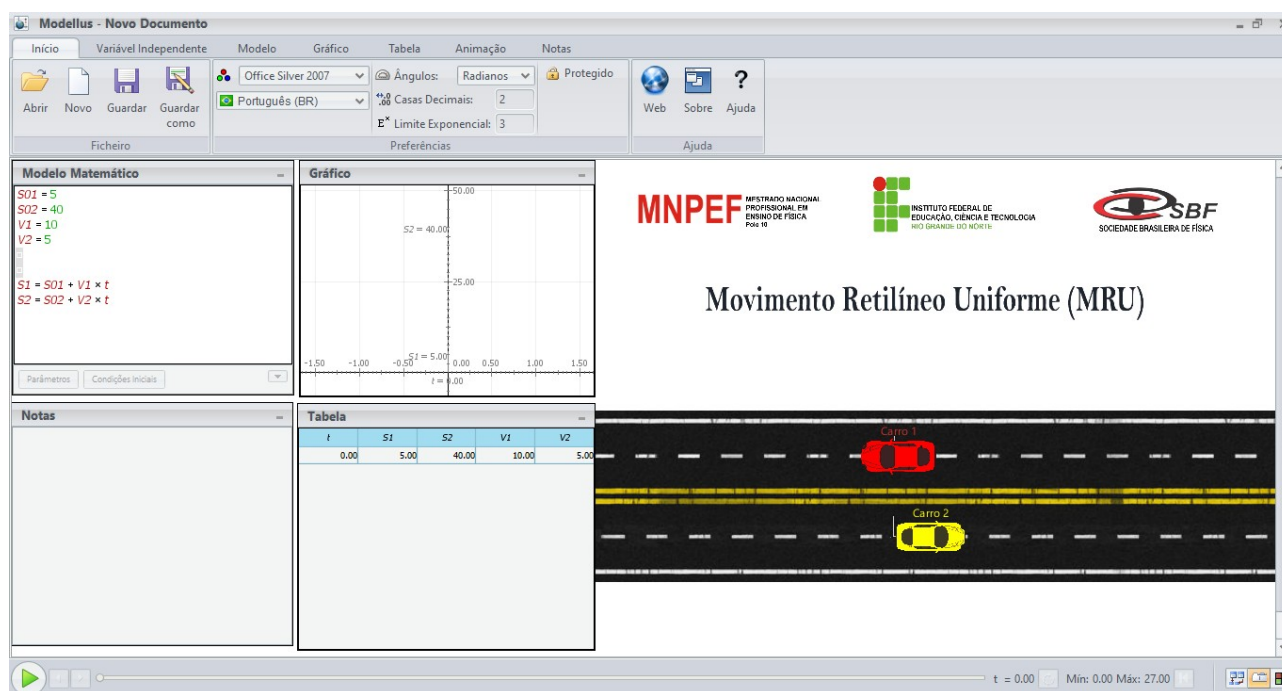 Modellus - Novo Documento
Início Variável Independente Modelo Gráfico Tabela Animação Notas
Abrir Novo Guardar Guardar como
Office Silver 2007
Português (BR)
Ângulos: Radianos
Casas Decimais: 2
Limite Exponencial: 3
Protegido
Web Sobre Ajuda
Ficheiro Preferências Ajuda
Modelo Matemático
S01 = 5
S02 = 40
V1 = 10
V2 = 5
S1 = S01 + V1 × t
S2 = S02 + V2 × t
Parâmetros Condições Iniciais
Gráfico
50.00
S2 = 40.00
25.00
S1 = 5.00
-1.50 -1.00 -0.50 0.00 0.50 1.00 1.50
t = 0.00
MNPEF MESTRADO NACIONAL
PROFISSIONAL EM
ENSINO DE FÍSICA
Polo 10
INSTITUTO FEDERAL DE
EDUCAÇÃO, CIÊNCIA E TECNOLOGIA
RIO GRANDE DO NORTE
SBF
SOCIEDADE BRASILEIRA DE FÍSICA
Movimento Retilíneo Uniforme (MRU)
Notas
Tabela
t S1 S2 V1 V2
0.00 5.00 40.00 10.00 5.00
Carro 1
Carro 2
t = 0.00 Mín: 0.00 Máx: 27.00